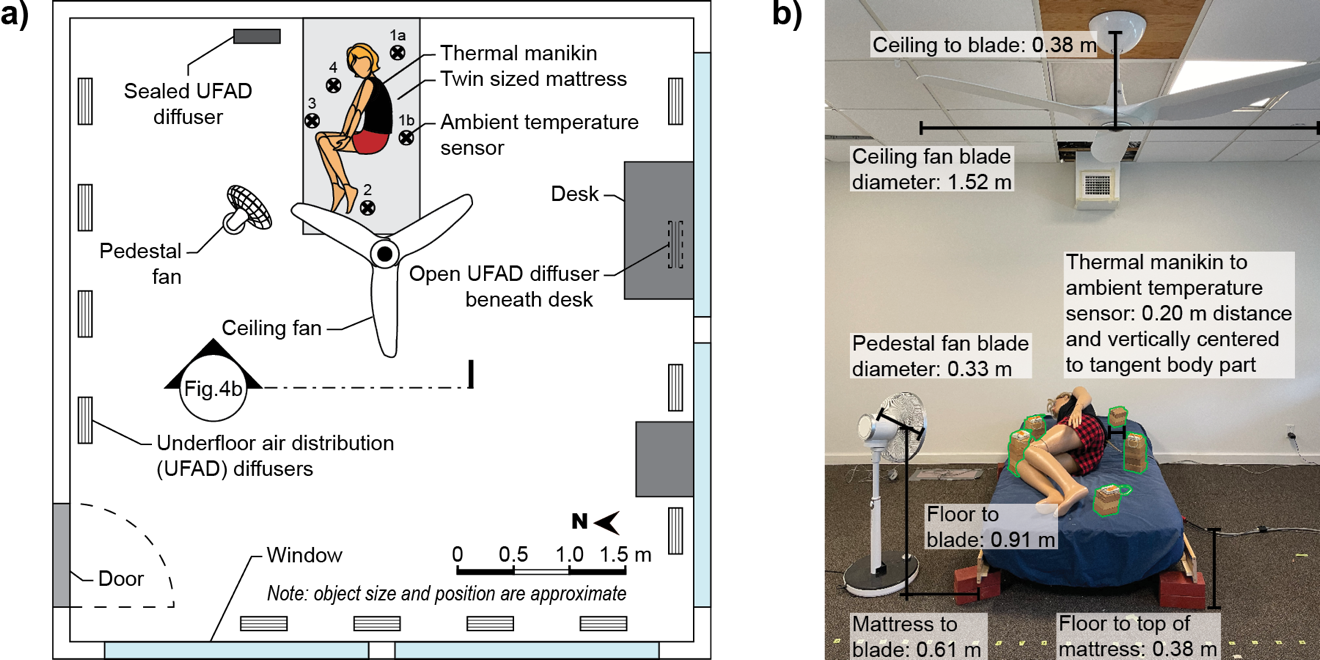 a)
1a
4
Thermal manikin
Twin sized mattress
Sealed UFAD
diffuser
3
1b
Ambient temperature
sensor
2
Desk
Pedestal
fan
Open UFAD diffuser
beneath desk
Ceiling fan
Fig.4b
Underfloor air distribution
(UFAD) diffusers
N
Window
0 0.5 1.0 1.5 m
Door
Note: object size and position are approximate
b)
Ceiling to blade: 0.38 m
Ceiling fan blade
diameter: 1.52 m
Thermal manikin to
ambient temperature
sensor: 0.20 m distance
and vertically centered
to tangent body part
Pedestal fan blade
diameter: 0.33 m
Floor to
blade: 0.91 m
Mattress to
blade: 0.61 m
Floor to top of
mattress: 0.38 m